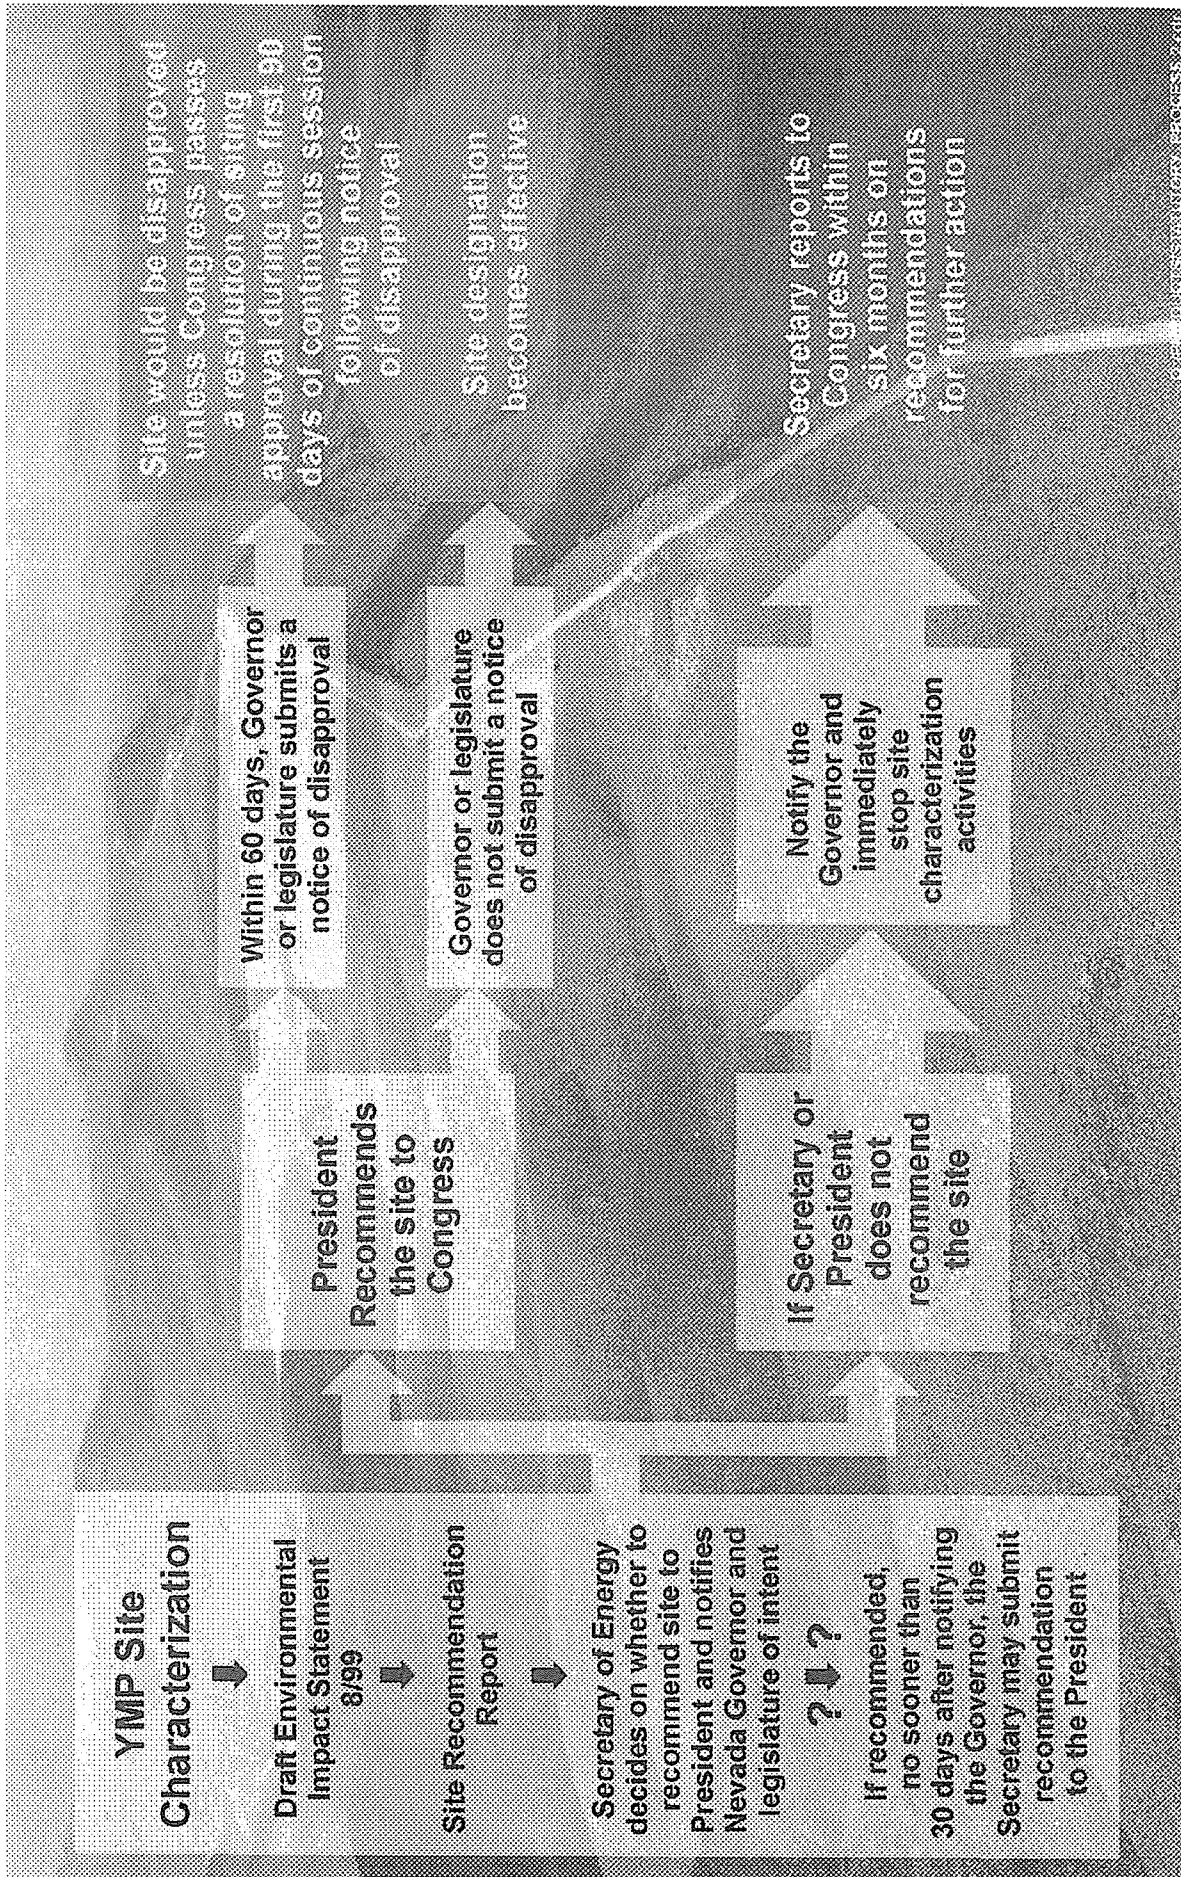 YMP Site
Characterization
Draft Environmental
Impact Statement
8/99
Site Recommendation
Report
Secretary of Energy
decides on whether to
recommend site to
President and notifies
Nevada Governor and
legislature of intent
? ?
If recommended,
no sooner than
30 days after notifying
the Governor, the
Secretary may submit
recommendation
to the President
President
Recommends
the site to
Congress
Within 60 days, Governor
or legislature submits a
notice of disapproval
Site would be disapproved
unless Congress passes
a resolution of siting
approval during the first 90
days of continuous session
following notice
of disapproval
Governor or legislature
does not submit a notice
of disapproval
Site designation
becomes effective
If Secretary or
President
does not
recommend
the site
Notify the
Governor and
immediately
stop site
characterization
activities
Secretary reports to
Congress within
six months on
recommendations
for further action